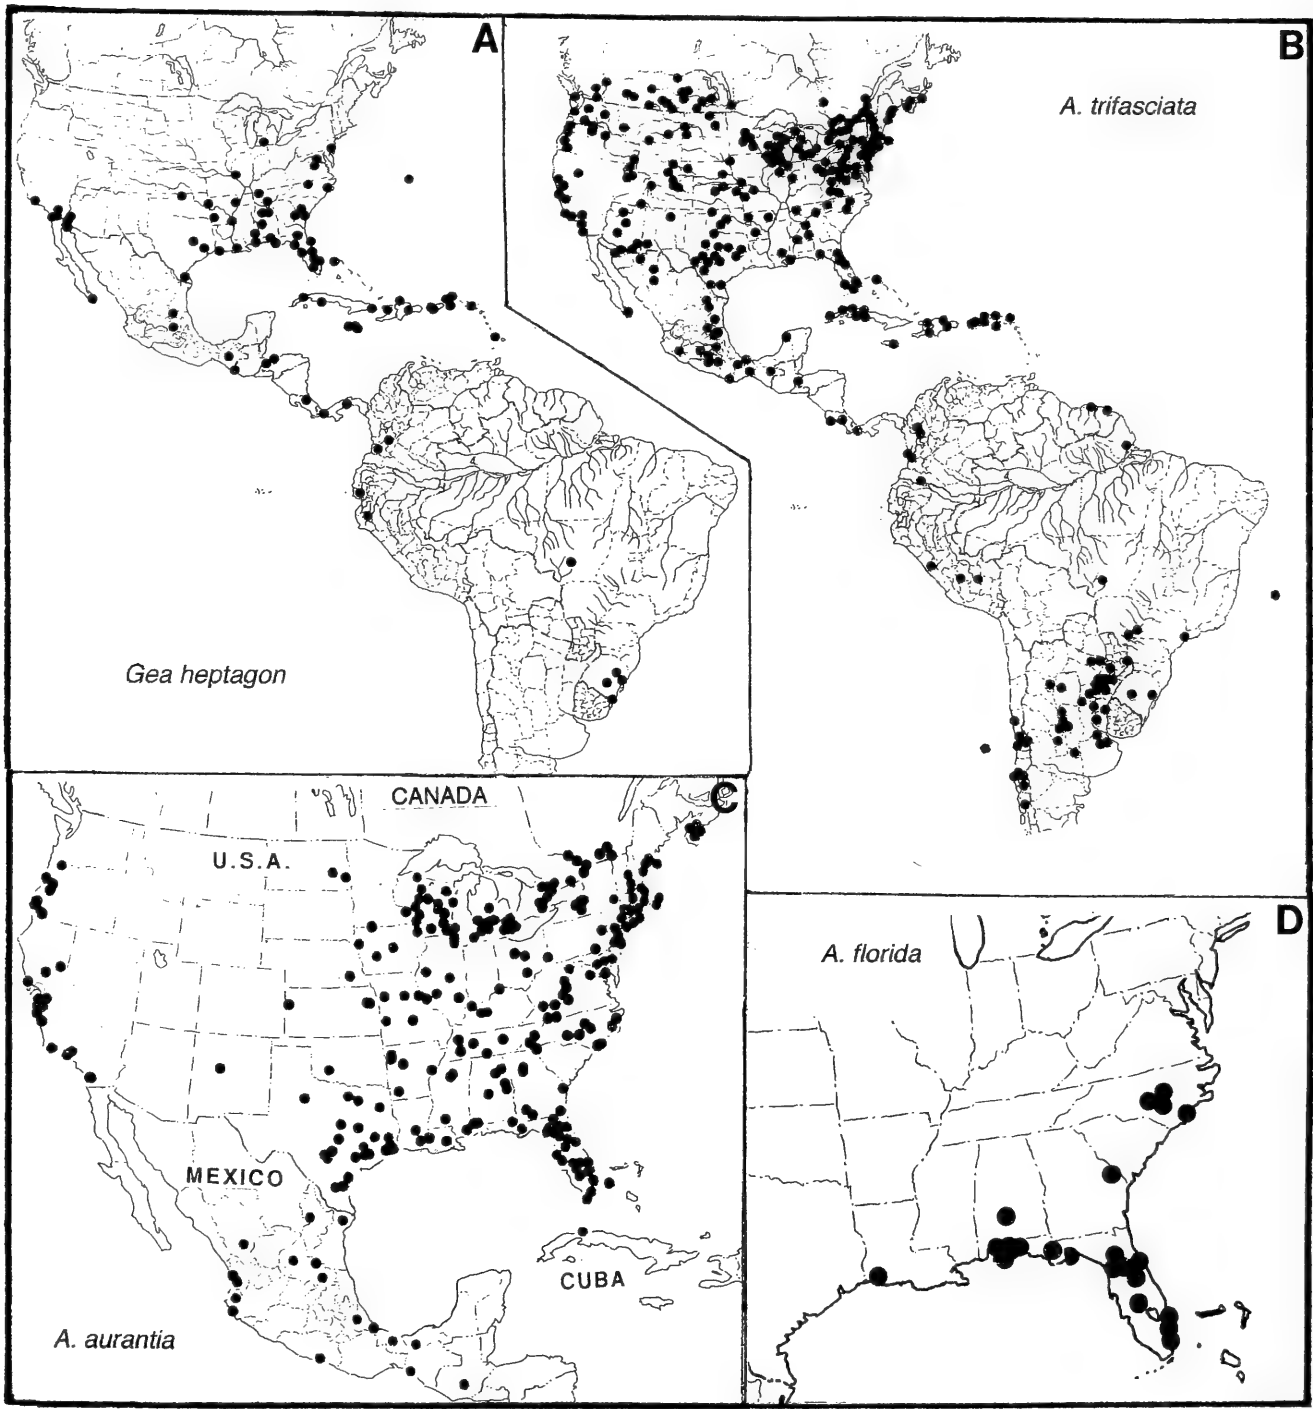 A
Gea heptagon
B
A. trifasciata
C
CANADA
U.S.A.
MEXICO
CUBA
A. aurantia
D
A. florida